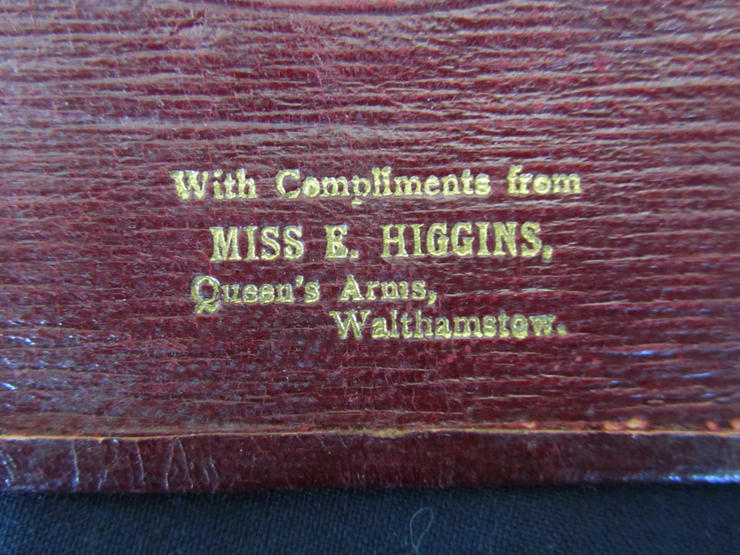 With Compliments from
MISS E. HIGGINS,
Queen's Arms,
Walthamstow.